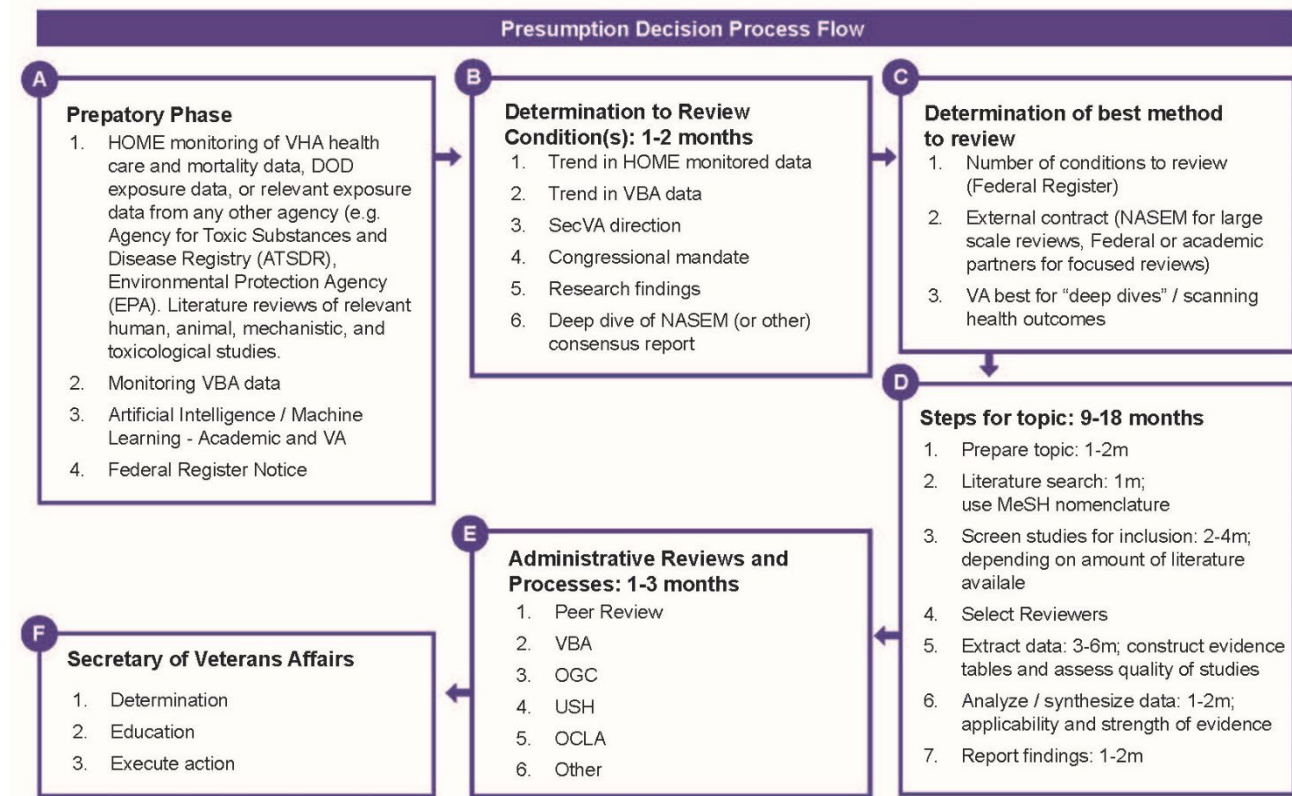 Presumption Decision Process Flow
A
Prepatory Phase
1. HOME monitoring of VHA health
care and mortality data, DOD
exposure data, or relevant exposure
data from any other agency (e.g.
Agency for Toxic Substances and
Disease Registry (ATSDR),
Environmental Protection Agency
(EPA). Literature reviews of relevant
human, animal, mechanistic, and
toxicological studies.
2. Monitoring VBA data
3. Artificial Intelligence / Machine
Learning - Academic and VA
4. Federal Register Notice
B
Determination to Review
Condition(s): 1-2 months
1. Trend in HOME monitored data
2. Trend in VBA data
3. SecVA direction
4. Congressional mandate
5. Research findings
6. Deep dive of NASEM (or other)
consensus report
C
Determination of best method
to review
1. Number of conditions to review
(Federal Register)
2. External contract (NASEM for large
scale reviews, Federal or academic
partners for focused reviews)
3. VA best for “deep dives” / scanning
health outcomes
D
Steps for topic: 9-18 months
1. Prepare topic: 1-2m
2. Literature search: 1m;
use MeSH nomenclature
3. Screen studies for inclusion: 2-4m;
depending on amount of literature
availale
4. Select Reviewers
5. Extract data: 3-6m; construct evidence
tables and assess quality of studies
6. Analyze / synthesize data: 1-2m;
applicability and strength of evidence
7. Report findings: 1-2m
E
Administrative Reviews and
Processes: 1-3 months
1. Peer Review
2. VBA
3. OGC
4. USH
5. OCLA
6. Other
F
Secretary of Veterans Affairs
1. Determination
2. Education
3. Execute action